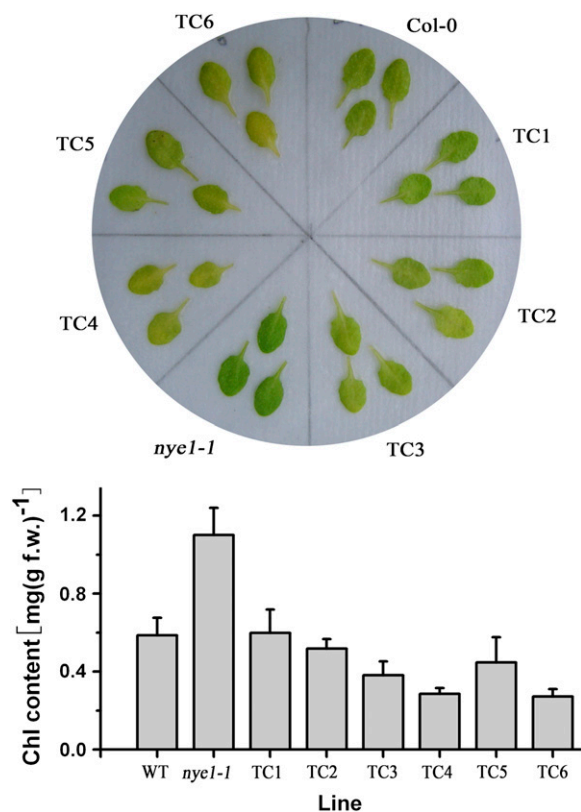 TC6
Col-0
TC5
TC1
TC4
TC2
nye1-1
TC3
Chl content [mg(g f.w.)-1]
1.2
0.8
0.4
0.0
WT
nye1-1
TC1
TC2
TC3
TC4
TC5
TC6
Line